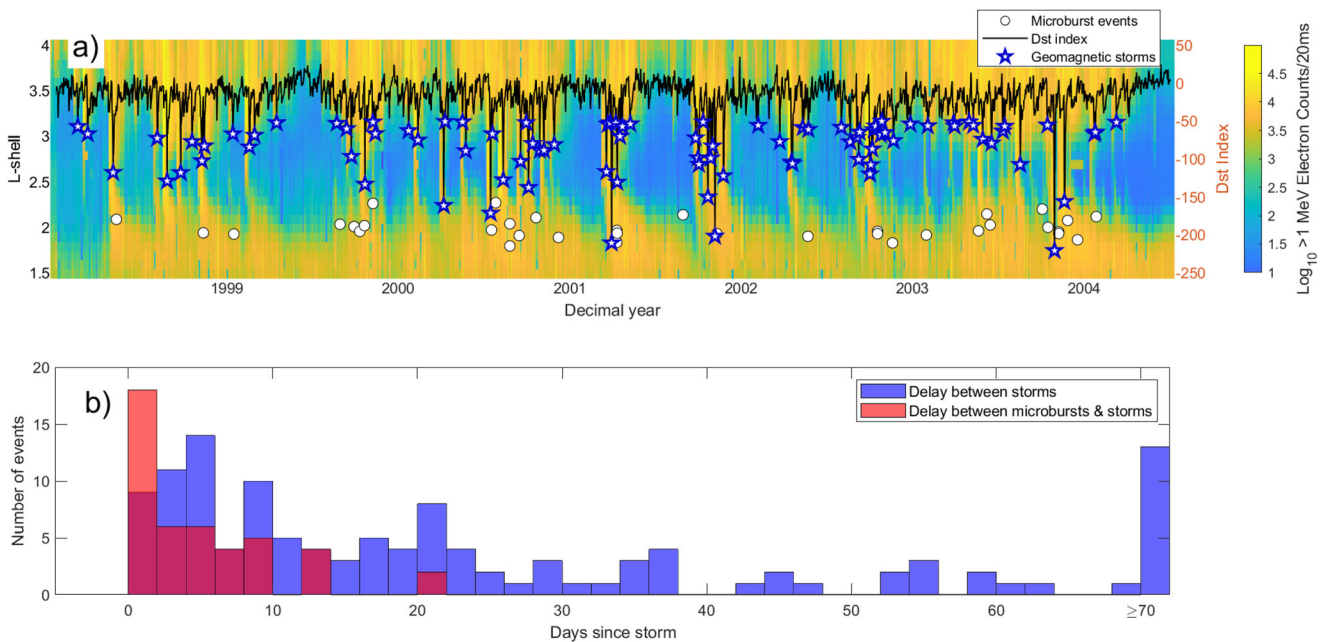 a)
Microburst events
Dst index
Geomagnetic storms
4
3.5
3
2.5
2
1.5
L-shell
50
0
-50
-100
-150
-200
-250
Dst Index
4.5
4
3.5
3
2.5
2
1.5
1
Log10 >1 MeV Electron Counts/20ms
1999 2000 2001 2002 2003 2004
Decimal year
b)
Delay between storms
Delay between microbursts & storms
20
15
10
5
0
Number of events
0 10 20 30 40 50 60 ≥70
Days since storm